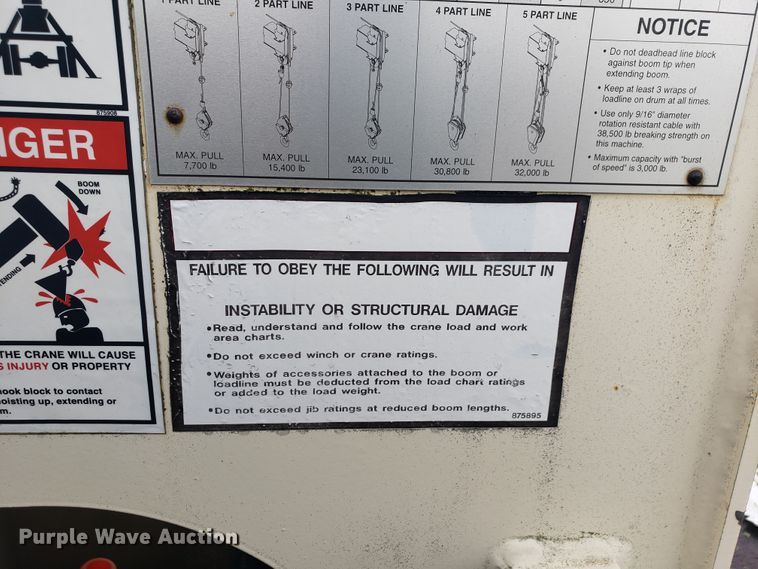 1 PART LINE
2 PART LINE
3 PART LINE
4 PART LINE
5 PART LINE
MAX. PULL
7,700 lb
MAX. PULL
15,400 lb
MAX. PULL
23,100 lb
MAX. PULL
30,800 lb
MAX. PULL
32,000 lb
NOTICE
• Do not deadhead line block
against boom tip when
extending boom.
• Keep at least 3 wraps of
loadline on drum at all times.
• Use only 9/16" diameter
rotation resistant cable with
38,500 lb breaking strength on
this machine.
• Maximum capacity with "burst
of speed" is 3,000 lb.
NGER
BOOM
DOWN
THE CRANE WILL CAUSE
INJURY OR PROPERTY
hook block to contact
hoisting up, extending or
FAILURE TO OBEY THE FOLLOWING WILL RESULT IN
INSTABILITY OR STRUCTURAL DAMAGE
•Read, understand and follow the crane load and work
area charts.
•Do not exceed winch or crane ratings.
•Weights of accessories attached to the boom or
loadline must be deducted from the load chart ratings
or added to the load weight.
•Do not exceed jib ratings at reduced boom lengths.
875895
Purple Wave Auction